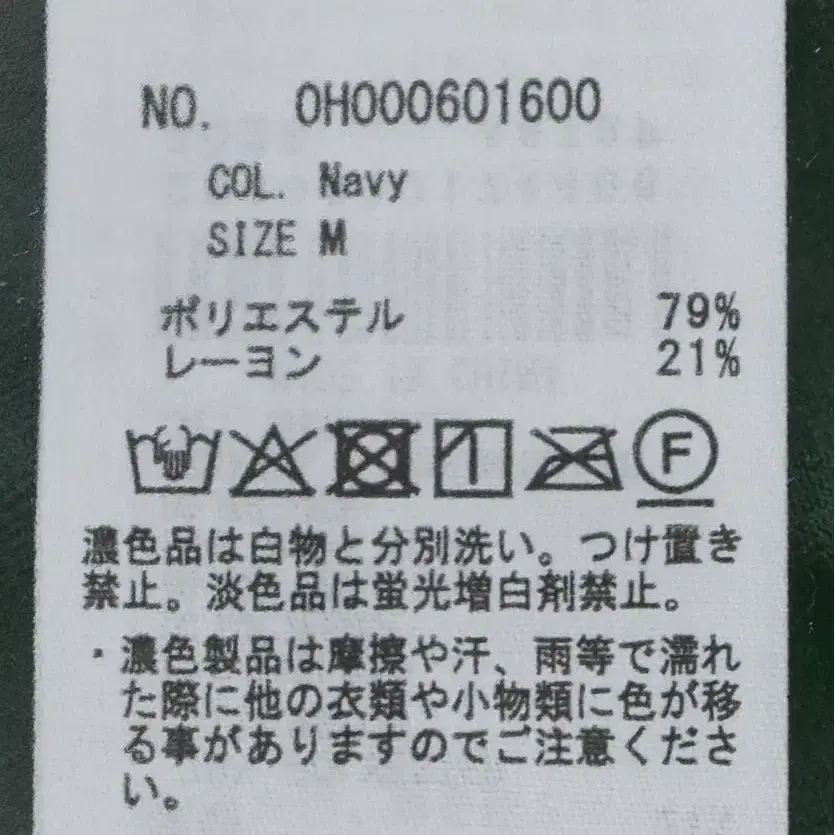 NO. 0H000601600
COL. Navy
SIZE M
ポリエステル 79%
レーヨン 21%
F
濃色品は白物と分別洗い。つけ置き
禁止。淡色品は蛍光増白剤禁止。
・濃色製品は摩擦や汗、雨等で濡れ
た際に他の衣類や小物類に色が移
る事がありますのでご注意くださ
い。